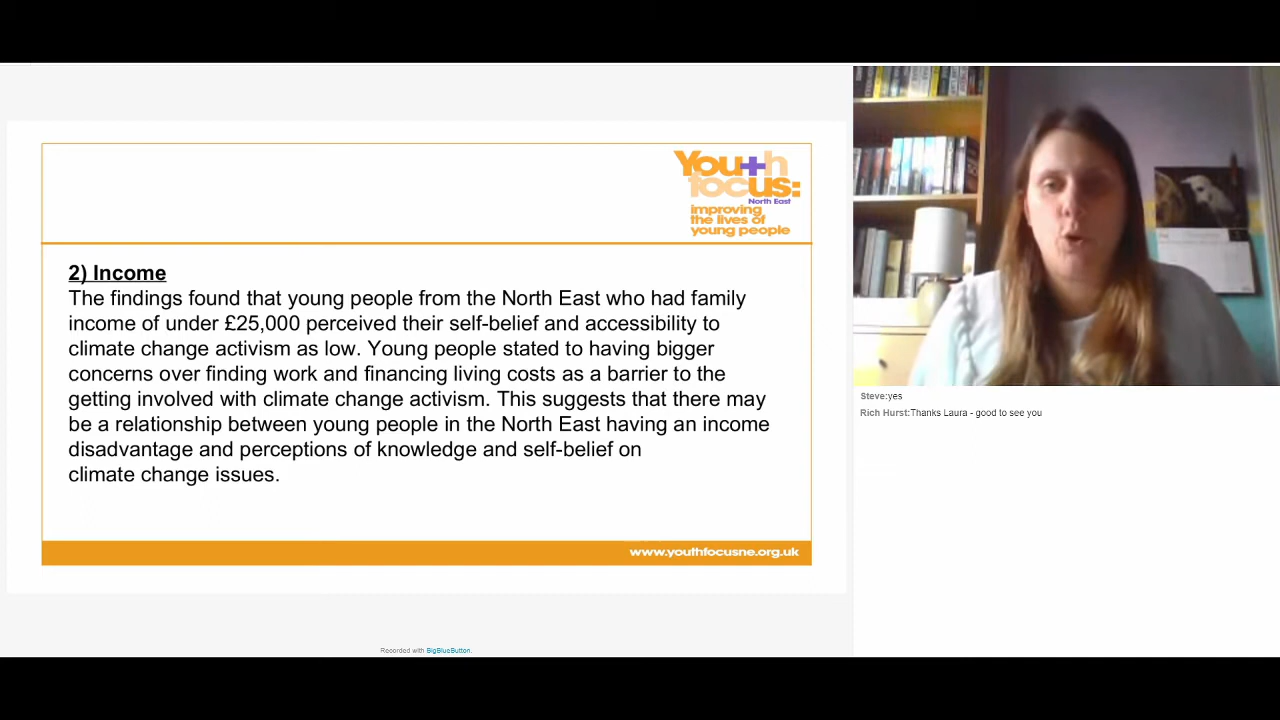 You+h
focus:
North East
improving
the lives of
young people
2) Income
The findings found that young people from the North East who had family
income of under £25,000 perceived their self-belief and accessibility to
climate change activism as low. Young people stated to having bigger
concerns over finding work and financing living costs as a barrier to the
getting involved with climate change activism. This suggests that there may
be a relationship between young people in the North East having an income
disadvantage and perceptions of knowledge and self-belief on
climate change issues.
www.youthfocusne.org.uk
Steve:yes
Rich Hurst:Thanks Laura - good to see you
Recorded with BigBlueButton.